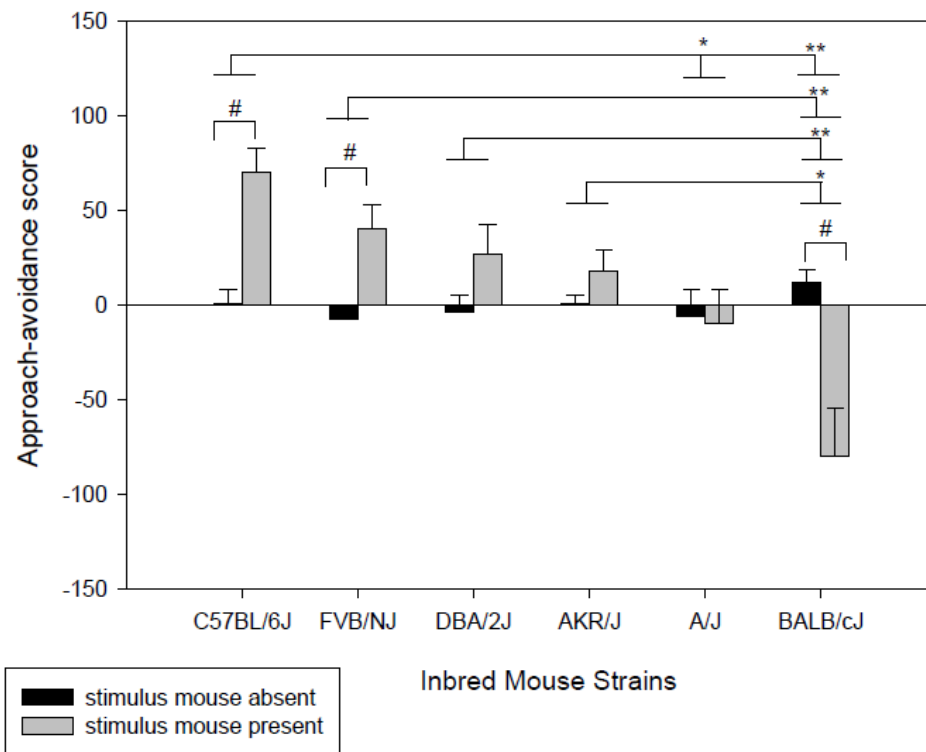 150
100
50
0
-50
-100
-150
Approach-avoidance score
* **
**
**
*
# # #
C57BL/6J FVB/NJ DBA/2J AKR/J A/J BALB/cJ
Inbred Mouse Strains
stimulus mouse absent
stimulus mouse present